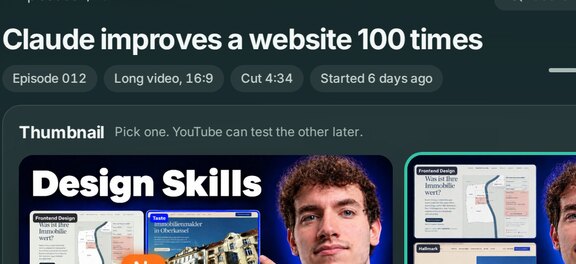 Claude improves a website 100 times
Episode 012
Long video, 16:9
Cut 4:34
Started 6 days ago
Thumbnail
Pick one. YouTube can test the other later.
Design Skills
Frontend Design
Was ist Ihre
Immobilie
wert?
Taste
Immobilienmakler
in Oberkassel
Frontend Design
Was ist Ihre
Immobilie
wert?
Hallmark